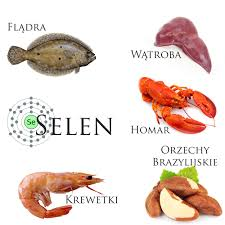 Flądra
Wątroba
Se SELEN
Homar
Krewetki
Orzechy
Brazylijskie